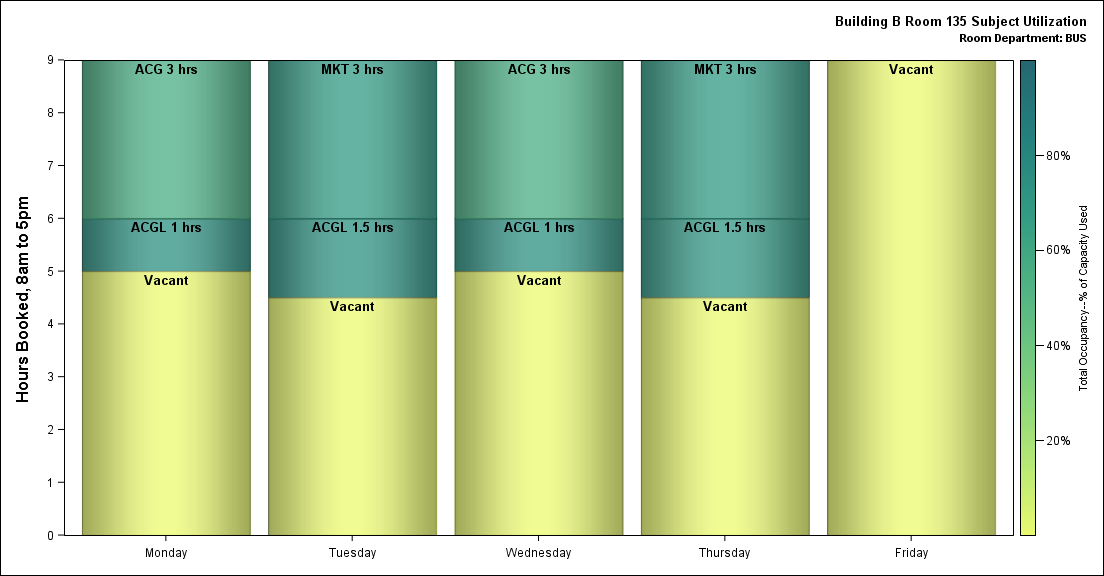 Building B Room 135 Subject Utilization
Room Department: BUS
Hours Booked, 8am to 5pm
9
8
7
6
5
4
3
2
1
0
ACG 3 hrs
ACGL 1 hrs
Vacant
MKT 3 hrs
ACGL 1.5 hrs
Vacant
ACG 3 hrs
ACGL 1 hrs
Vacant
MKT 3 hrs
ACGL 1.5 hrs
Vacant
Vacant
Monday
Tuesday
Wednesday
Thursday
Friday
80%
60%
40%
20%
Total Occupancy--% of Capacity Used